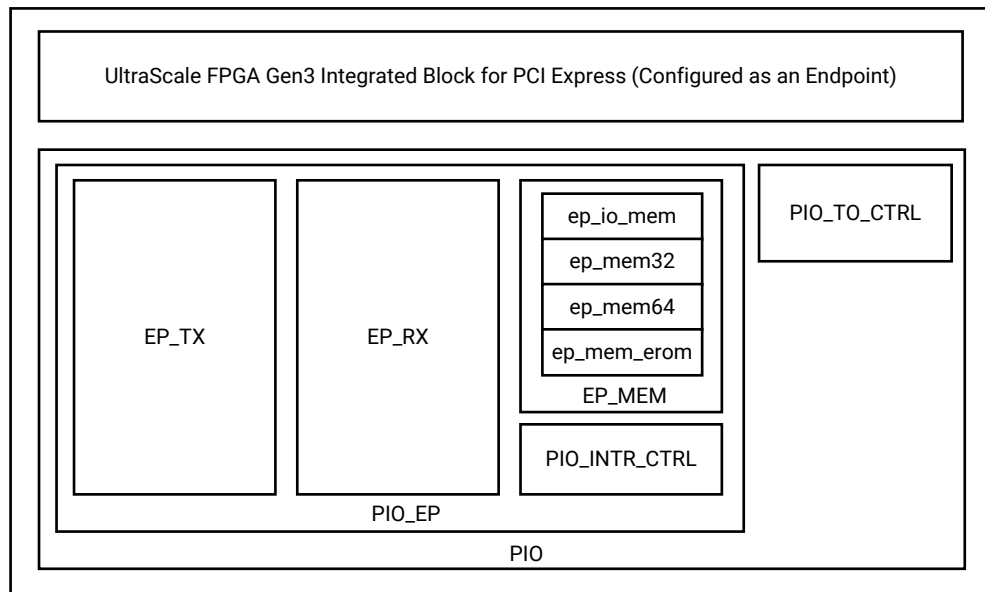 UltraScale FPGA Gen3 Integrated Block for PCI Express (Configured as an Endpoint)
EP_TX
EP_RX
ep_io_mem
ep_mem32
ep_mem64
ep_mem_erom
EP_MEM
PIO_INTR_CTRL
PIO_EP
PIO_TO_CTRL
PIO